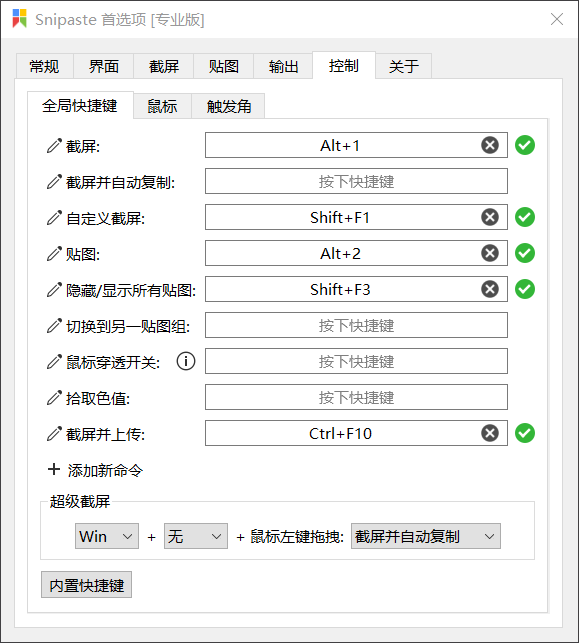 Snipaste 首选项 [专业版]
常规 界面 截屏 贴图 输出 控制 关于
全局快捷键 鼠标 触发角
截屏: Alt+1
截屏并自动复制: 按下快捷键
自定义截屏: Shift+F1
贴图: Alt+2
隐藏/显示所有贴图: Shift+F3
切换到另一贴图组: 按下快捷键
鼠标穿透开关: 按下快捷键
拾取色值: 按下快捷键
截屏并上传: Ctrl+F10
+ 添加新命令
超级截屏
Win + 无 + 鼠标左键拖拽: 截屏并自动复制
内置快捷键